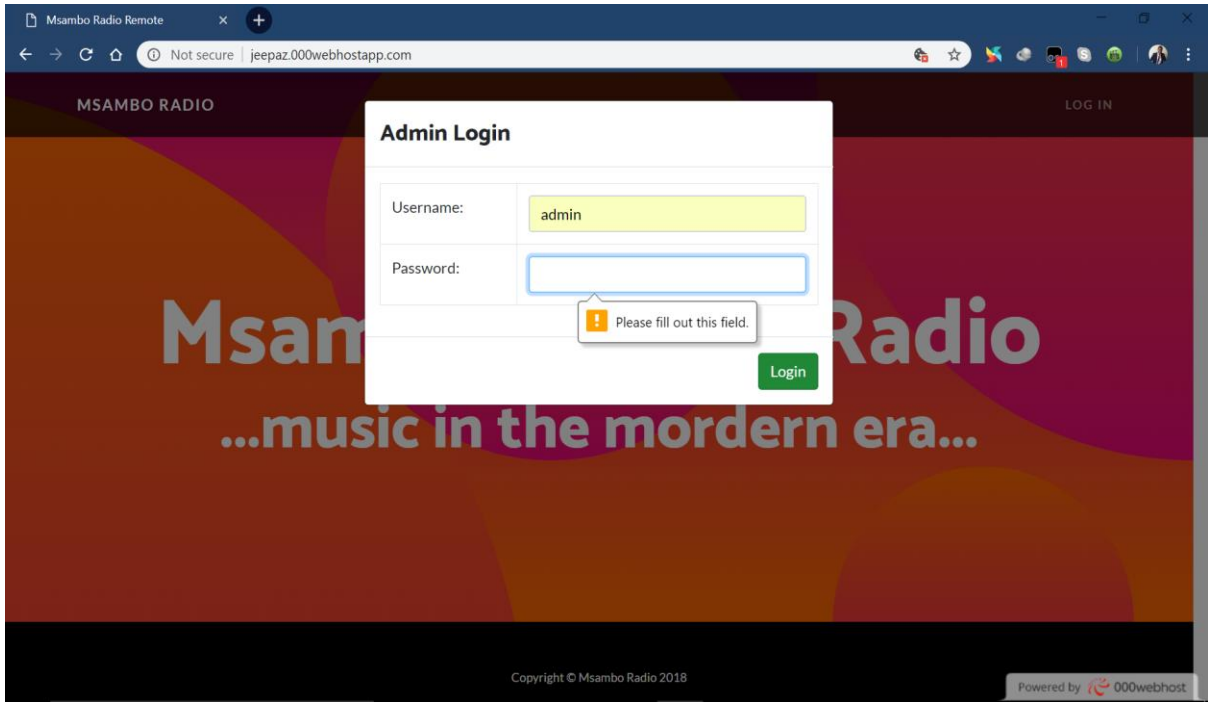 Msambo Radio Remote
Not secure | jeepaz.000webhostapp.com
MSAMBO RADIO
LOG IN
Admin Login
Username:
admin
Password:
Please fill out this field.
Login
Radio
...music in the mordern era...
Copyright © Msambo Radio 2018
Powered by 000webhost